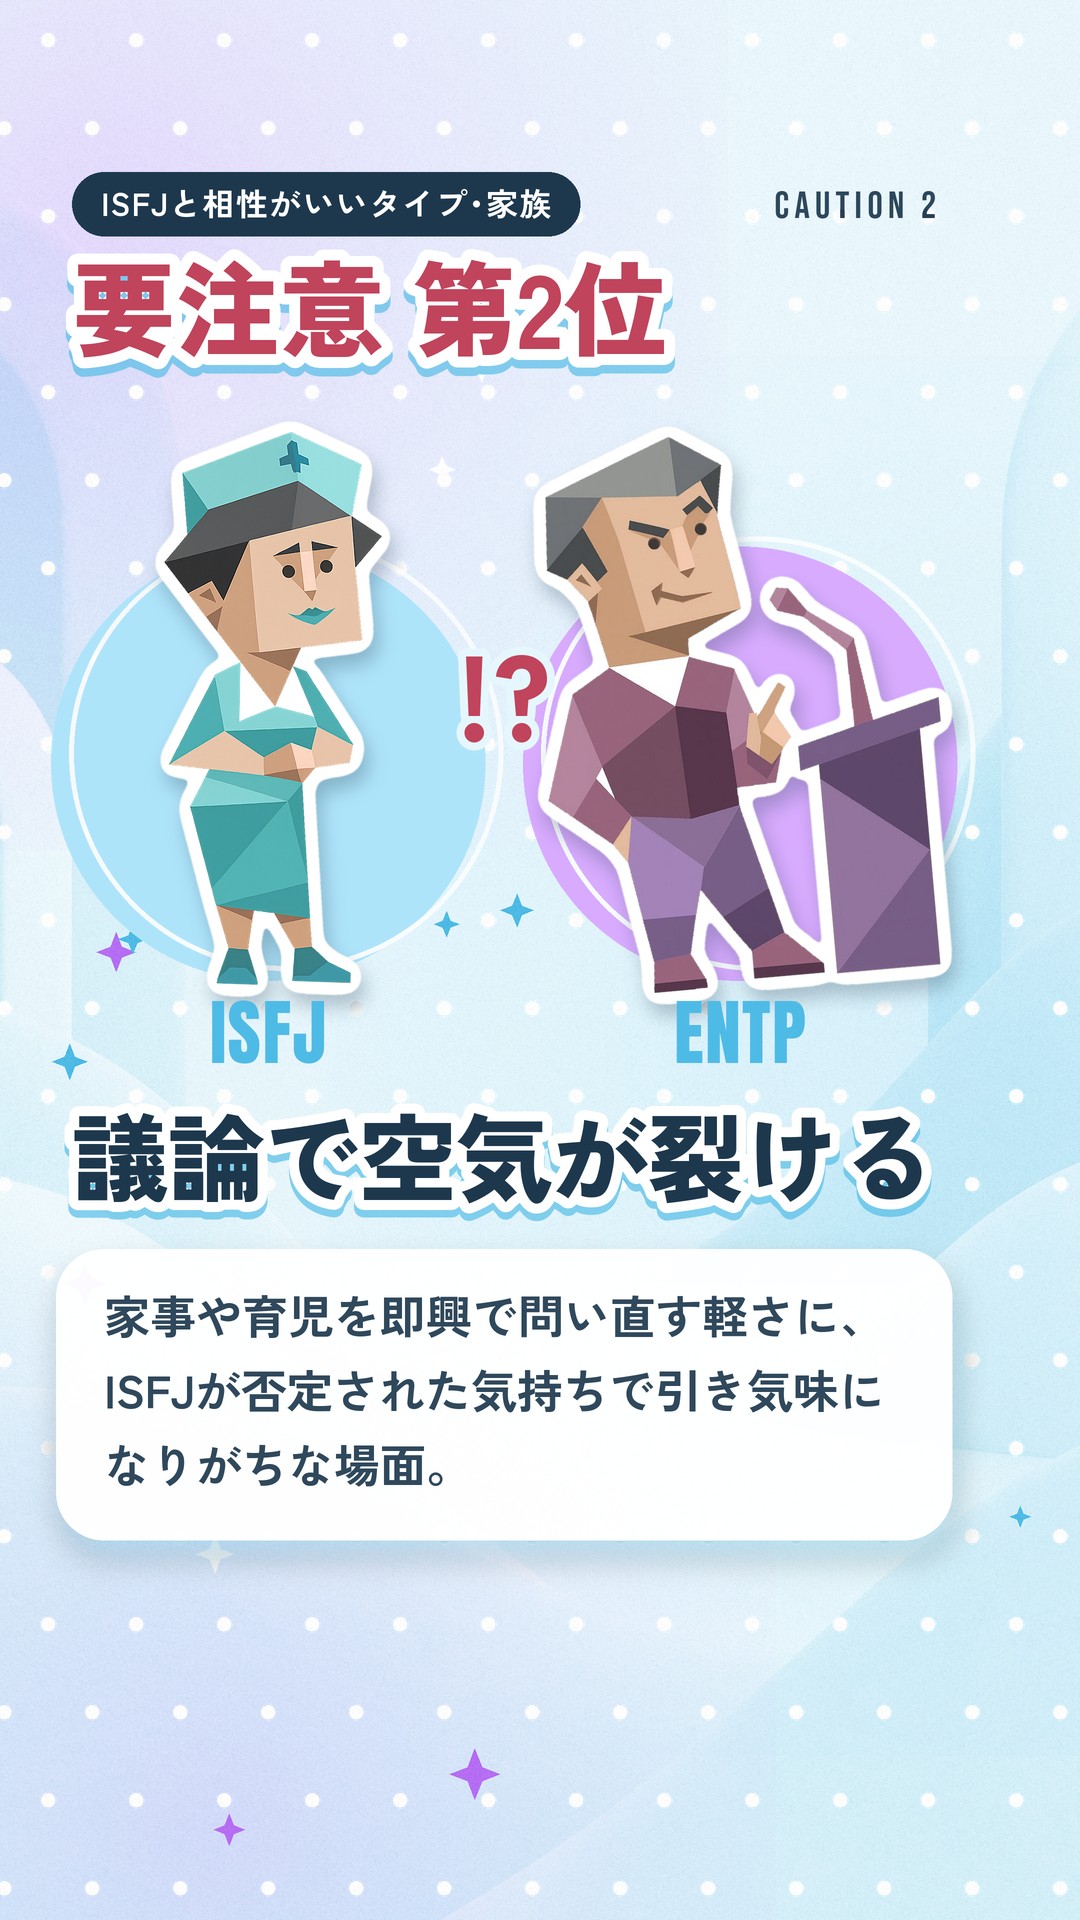 ISFJと相性がいいタイプ・家族
CAUTION 2
要注意 第2位
!?
ISFJ
ENTP
議論で空気が裂ける
家事や育児を即興で問い直す軽さに、
ISFJが否定された気持ちで引き気味に
なりがちな場面。